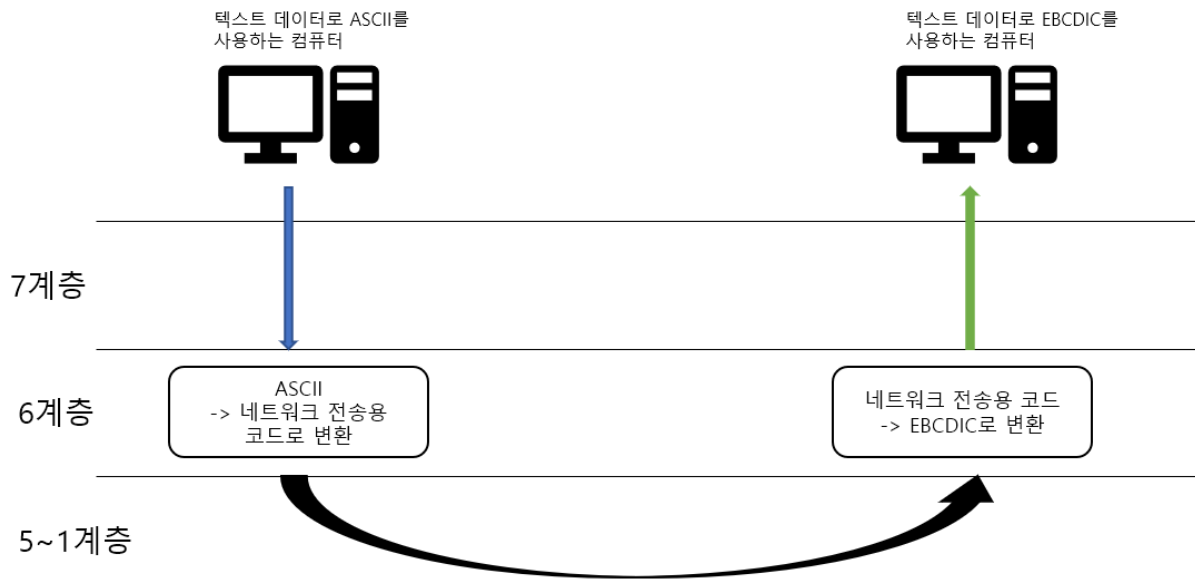 텍스트 데이터로 ASCII를
사용하는 컴퓨터
텍스트 데이터로 EBCDIC를
사용하는 컴퓨터
7계층
6계층
ASCII
-> 네트워크 전송용
코드로 변환
네트워크 전송용 코드
-> EBCDIC로 변환
5~1계층